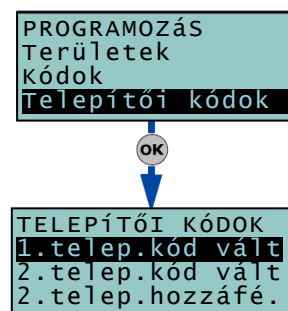 PROGRAMOZáS
Területek
Kódok
Telepítői kódok
OK
TELEPíTőI KóDOK
1.telep.kód vált
2.telep.kód vált
2.telep.hozzáfé.